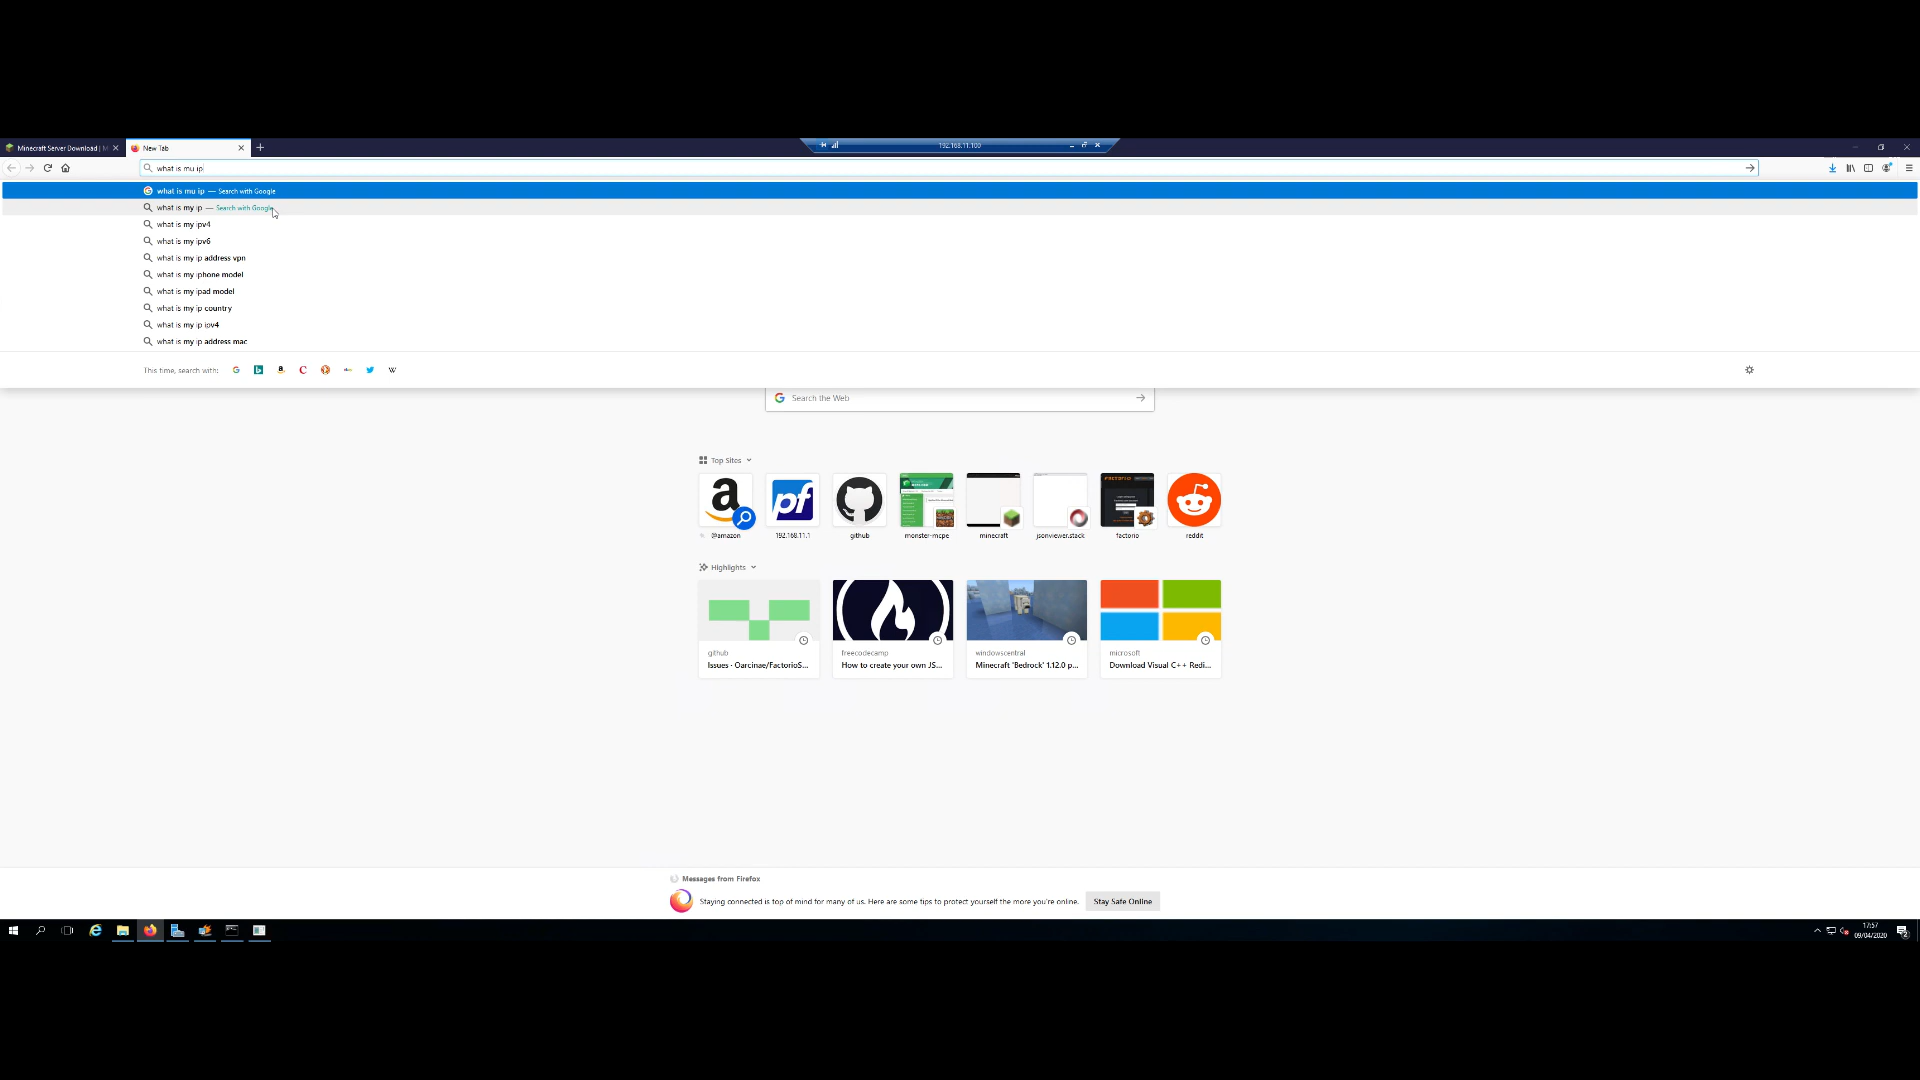 Minecraft Server Download | M
New Tab
192.168.11.100
what is mu ip
what is mu ip — Search with Google
what is my ip — Search with Google
what is my ipv4
what is my ipv6
what is my ip address vpn
what is my iphone model
what is my ipad model
what is my ip country
what is my ip ipv4
what is my ip address mac
This time, search with:
Search the Web
Top Sites
@amazon
192.168.11.1
github
monster-mcpe
minecraft
jsonviewer.stack
factorio
reddit
Highlights
github
Issues · Oarcinae/FactorioS...
freecodecamp
How to create your own JS...
windowscentral
Minecraft 'Bedrock' 1.12.0 p...
microsoft
Download Visual C++ Redi...
Messages from Firefox
Staying connected is top of mind for many of us. Here are some tips to protect yourself the more you're online.
Stay Safe Online
17:57
09/04/2020